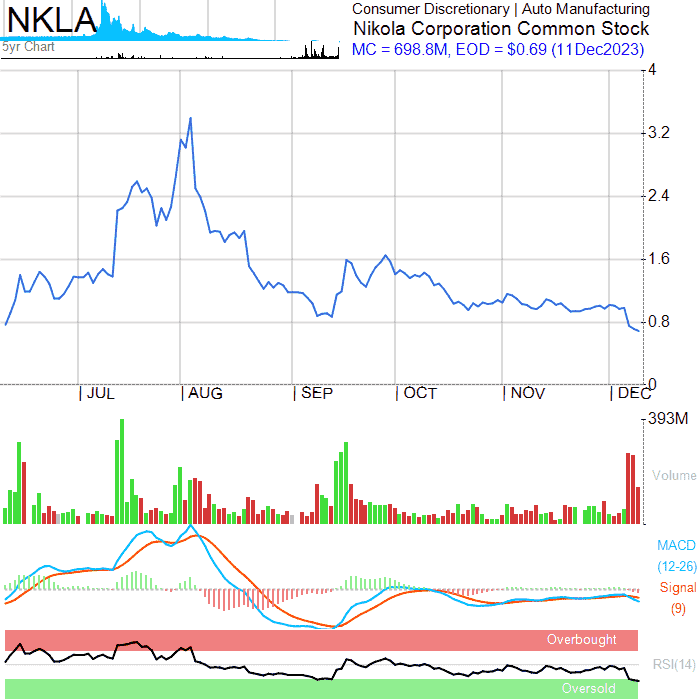 NKLA
5yr Chart
Consumer Discretionary | Auto Manufacturing
Nikola Corporation Common Stock
MC = 698.8M, EOD = $0.69 (11Dec2023)
4
3.2
2.4
1.6
0.8
0
| JUL | AUG | SEP | OCT | NOV | DEC
393M
Volume
MACD
(12-26)
Signal
(9)
Overbought
RSI(14)
Oversold